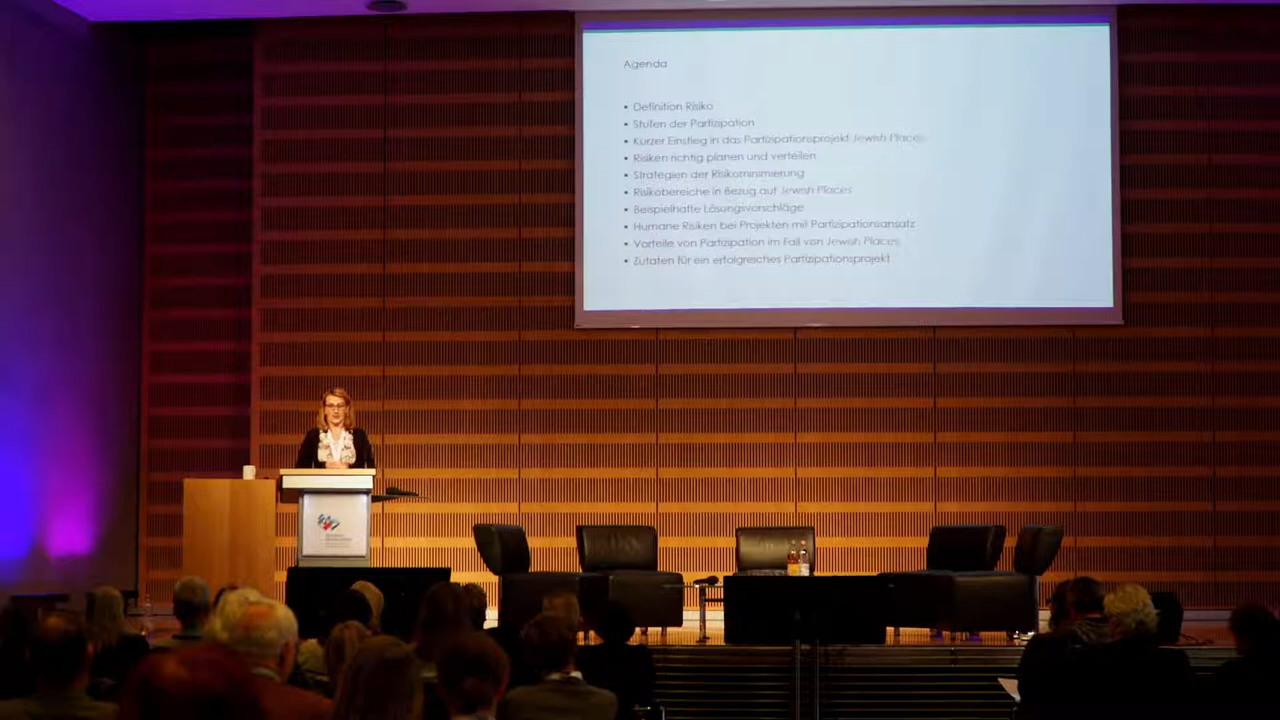 Agenda
▪ Definition Risiko
▪ Stufen der Partizipation
▪ Kurzer Einstieg in das Partizipationsprojekt Jewish Places
▪ Risiken richtig planen und verteilen
▪ Strategien der Risikominimierung
▪ Risikobereiche in Bezug auf Jewish Places
▪ Beispielhafte Lösungsvorschläge
▪ Humane Risiken bei Projekten mit Partizipationsansatz
▪ Vorteile von Partizipation im Fall von Jewish Places
▪ Zutaten für ein erfolgreiches Partizipationsprojekt